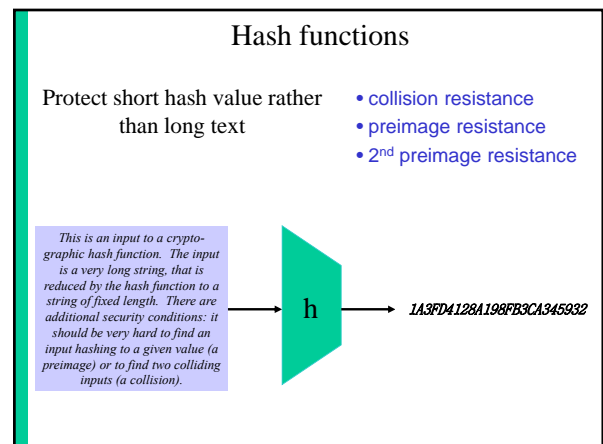 Hash functions
Protect short hash value rather
than long text
• collision resistance
• preimage resistance
• 2nd preimage resistance
This is an input to a crypto-
graphic hash function. The input
is a very long string, that is
reduced by the hash function to a
string of fixed length. There are
additional security conditions: it
should be very hard to find an
input hashing to a given value (a
preimage) or to find two colliding
inputs (a collision).
h
1A3FD4128A198FB3CA345932